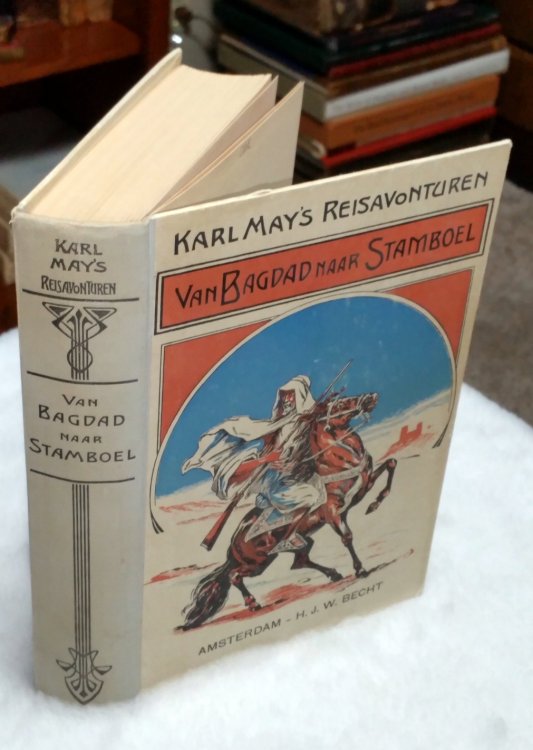 KARL
MAY'S
REISAVONTUREN
VAN
BAGDAD
NAAR
STAMBOEL
KARL MAY'S REISAVONTUREN
VAN BAGDAD NAAR STAMBOEL
AMSTERDAM - H. J. W. BECHT